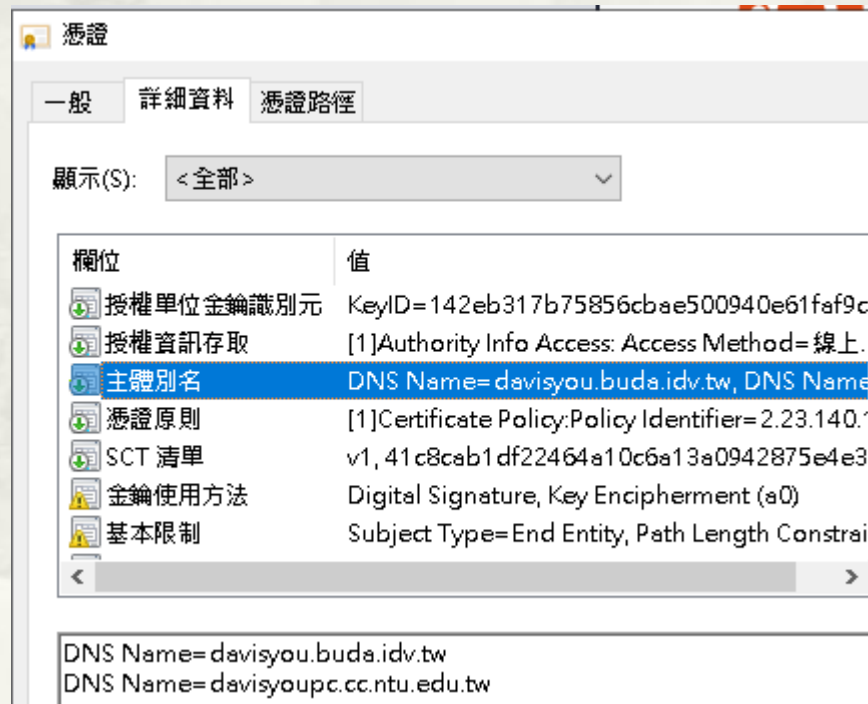 憑證
一般 詳細資料 憑證路徑
顯示(S): <全部>
欄位 值
授權單位金鑰識別元 KeyID=142eb317b75856cbae500940e61faf9c
授權資訊存取 [1]Authority Info Access: Access Method=線上.
主體別名 DNS Name=davisyou.buda.idv.tw, DNS Name
憑證原則 [1]Certificate Policy:Policy Identifier=2.23.140.1
SCT 清單 v1, 41c8cab1df22464a10c6a13a0942875e4e3
金鑰使用方法 Digital Signature, Key Encipherment (a0)
基本限制 Subject Type=End Entity, Path Length Constrai
DNS Name=davisyou.buda.idv.tw
DNS Name=davisyoupc.cc.ntu.edu.tw